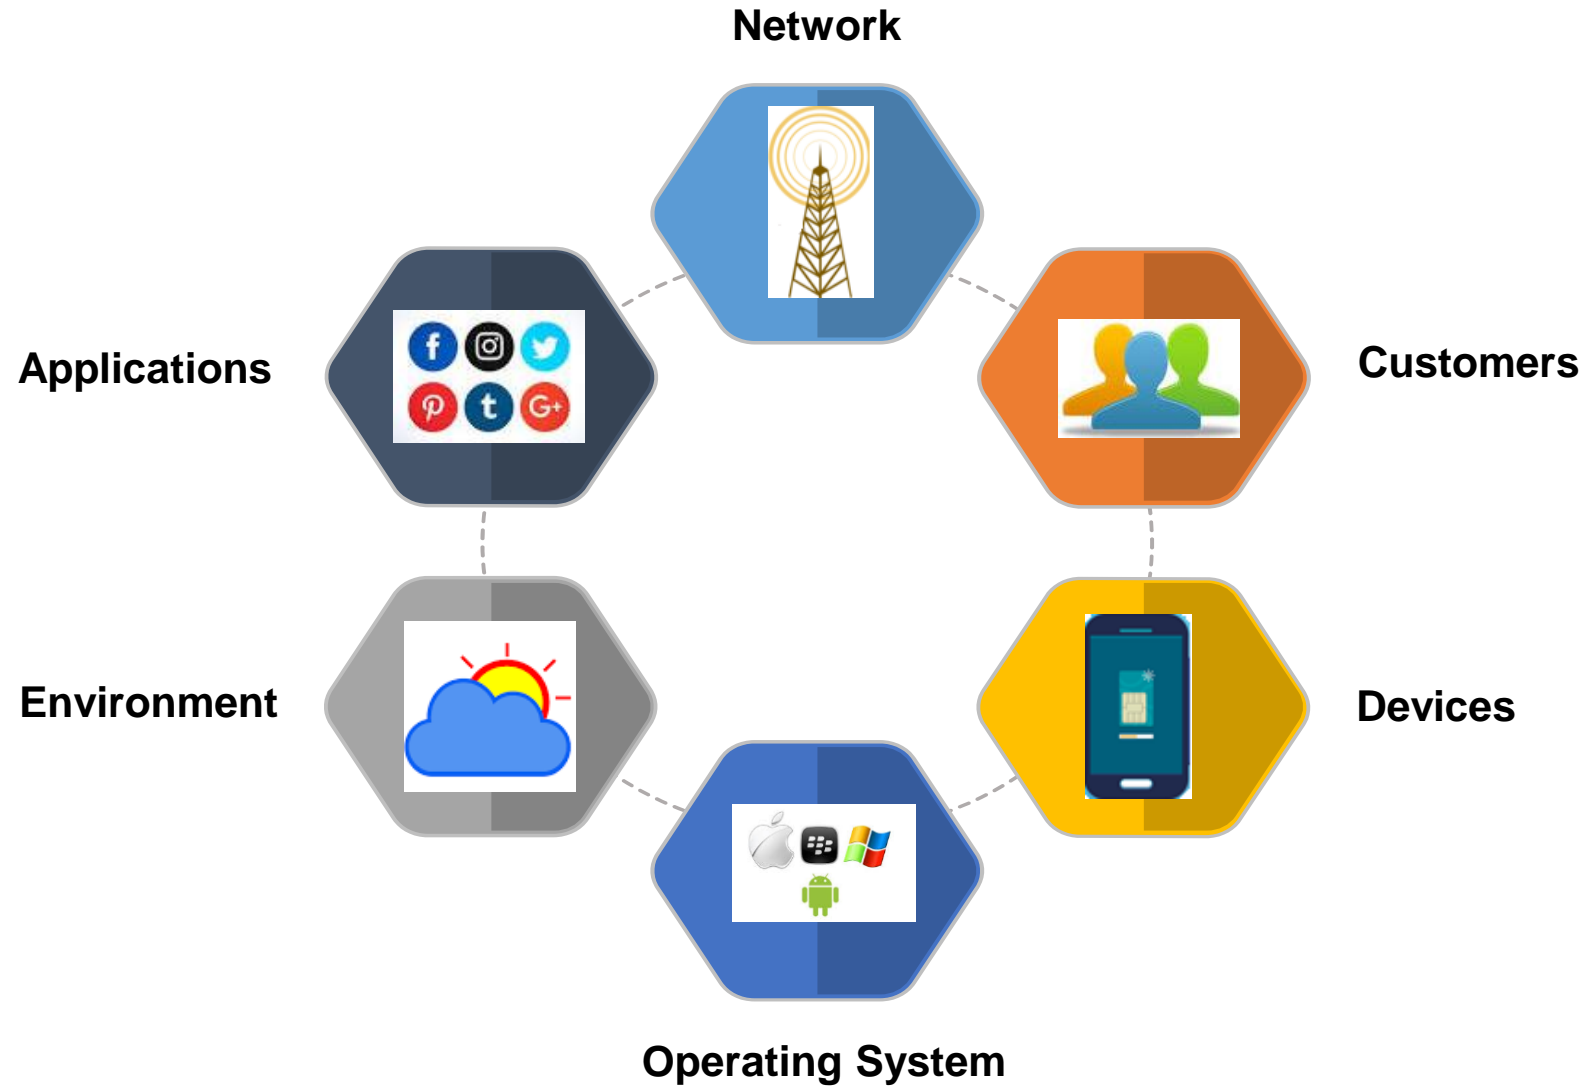 Network
Applications
Customers
Environment
Devices
Operating System